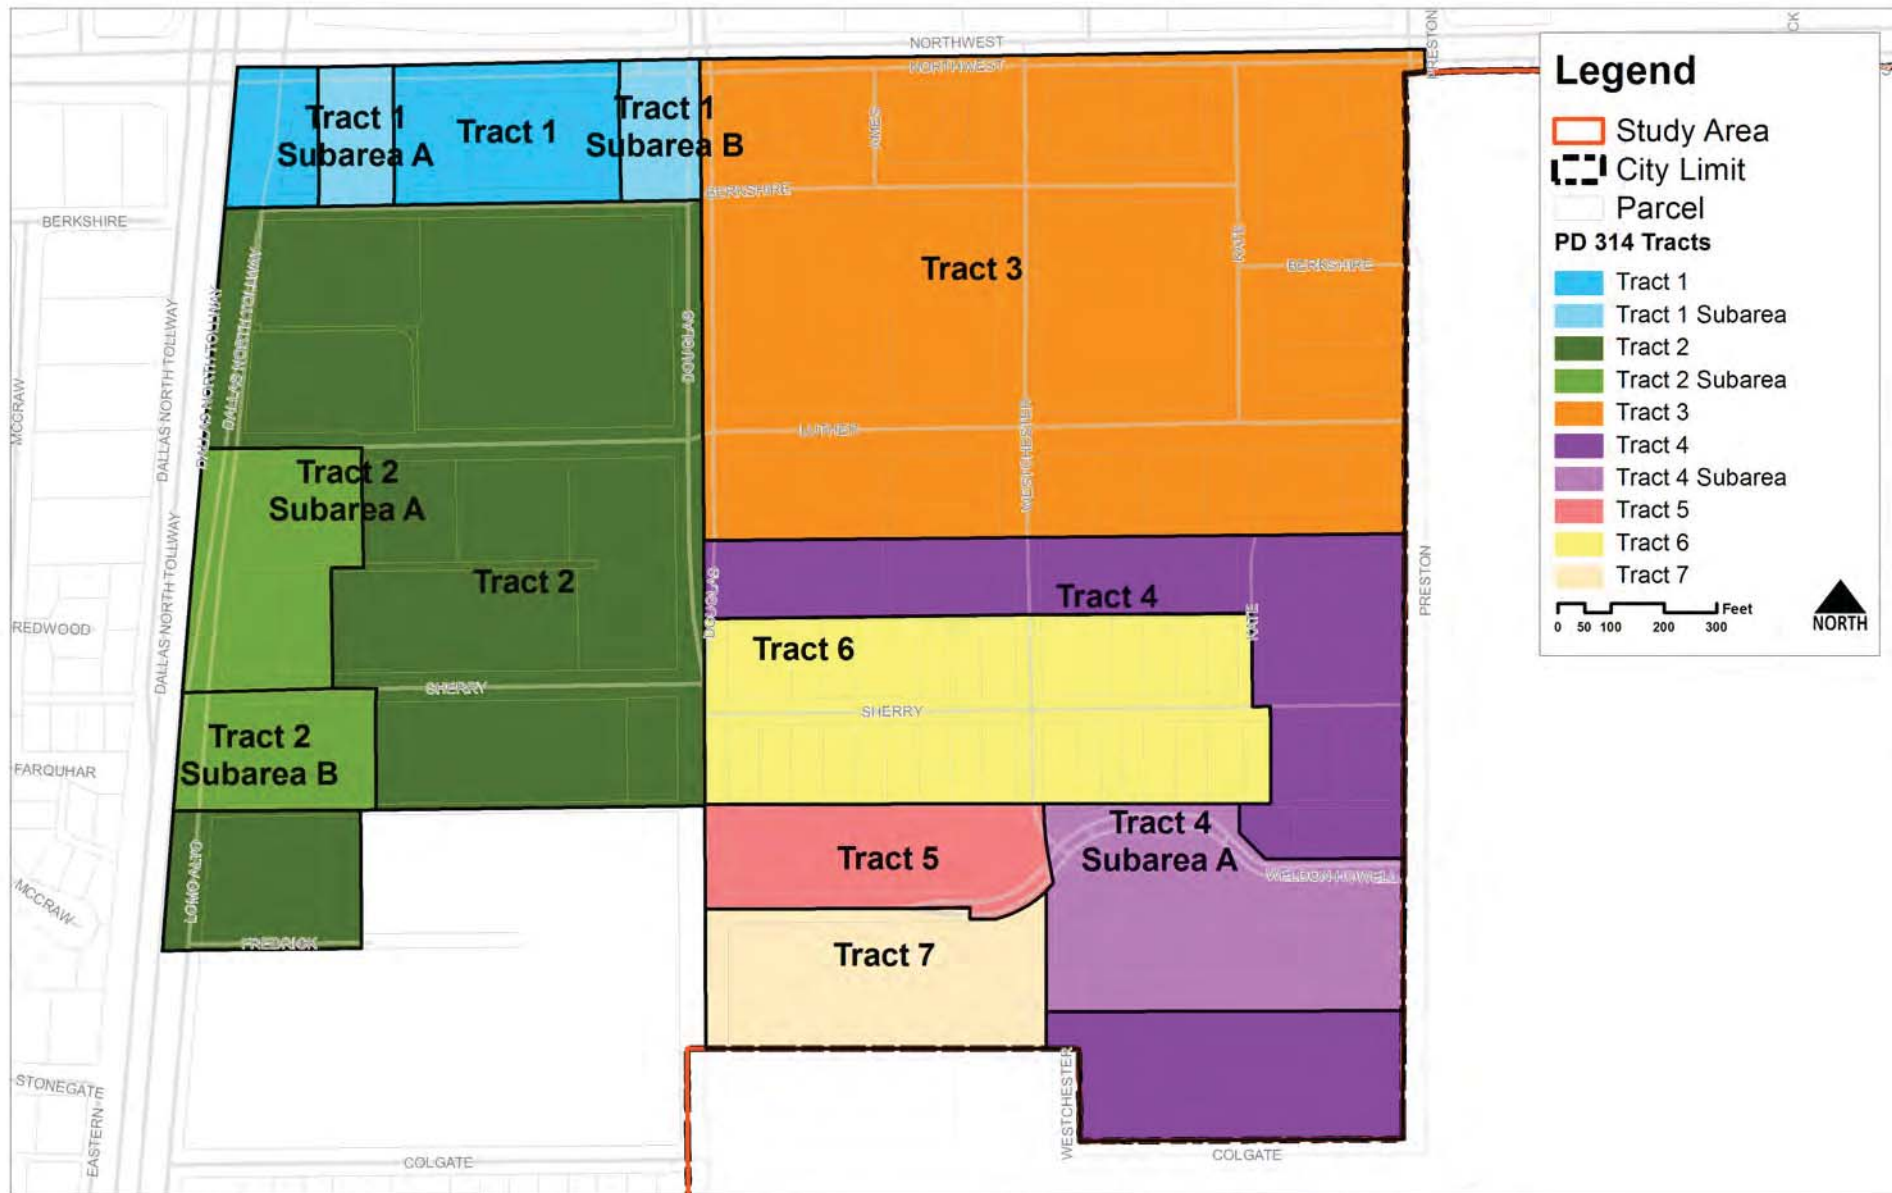 NORTHWEST
NORTHWEST
PRESTON
PRESTON
CK
Tract 1
Subarea A
Tract 1
Tract 1
Subarea B
AMES
BERKSHIRE
BERKSHIRE
DALLAS NORTH TOLLWAY
DALLAS NORTH TOLLWAY
DALLAS NORTH TOLLWAY
DALLAS NORTH TOLLWAY
DOUGLAS
Tract 3
KATE
BERKSHIRE
MCCRAW
LUTHER
WESTCHESTER
Tract 2
Subarea A
Tract 2
DOUGLAS
Tract 4
KATE
PRESTON
REDWOOD
Tract 6
SHERRY
SHERRY
FARQUHAR
Tract 2
Subarea B
LOMO ALTO
Tract 5
Tract 4
Subarea A
WELDON HOWELL
MCCRAW
FREDRICK
Tract 7
STONEGATE
EASTERN
WESTCHESTER
COLGATE
COLGATE
Legend
Study Area
City Limit
Parcel
PD 314 Tracts
Tract 1
Tract 1 Subarea
Tract 2
Tract 2 Subarea
Tract 3
Tract 4
Tract 4 Subarea
Tract 5
Tract 6
Tract 7
Feet
0 50 100 200 300
NORTH